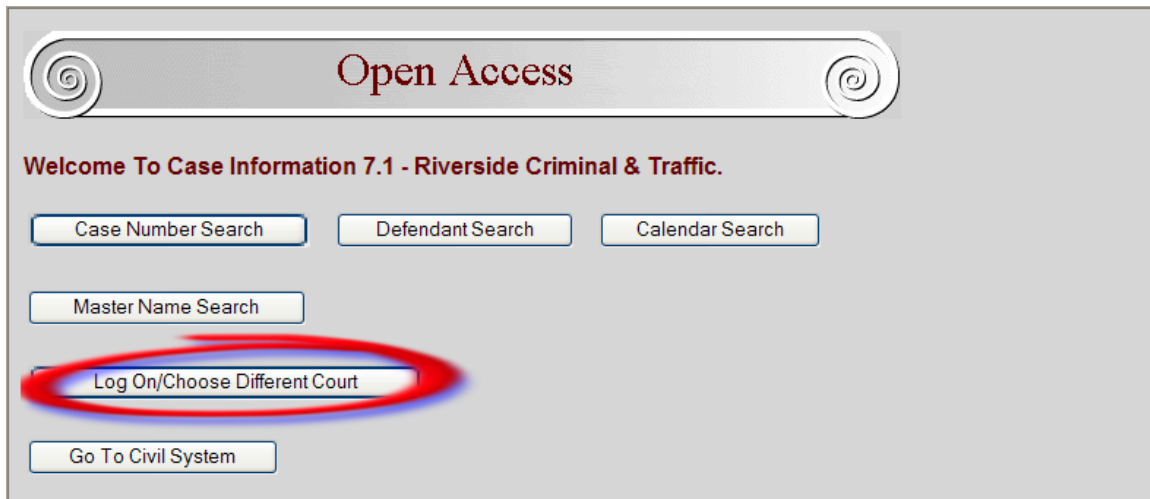 Open Access
Welcome To Case Information 7.1 - Riverside Criminal & Traffic.
Case Number Search Defendant Search Calendar Search
Master Name Search
Log On/Choose Different Court
Go To Civil System